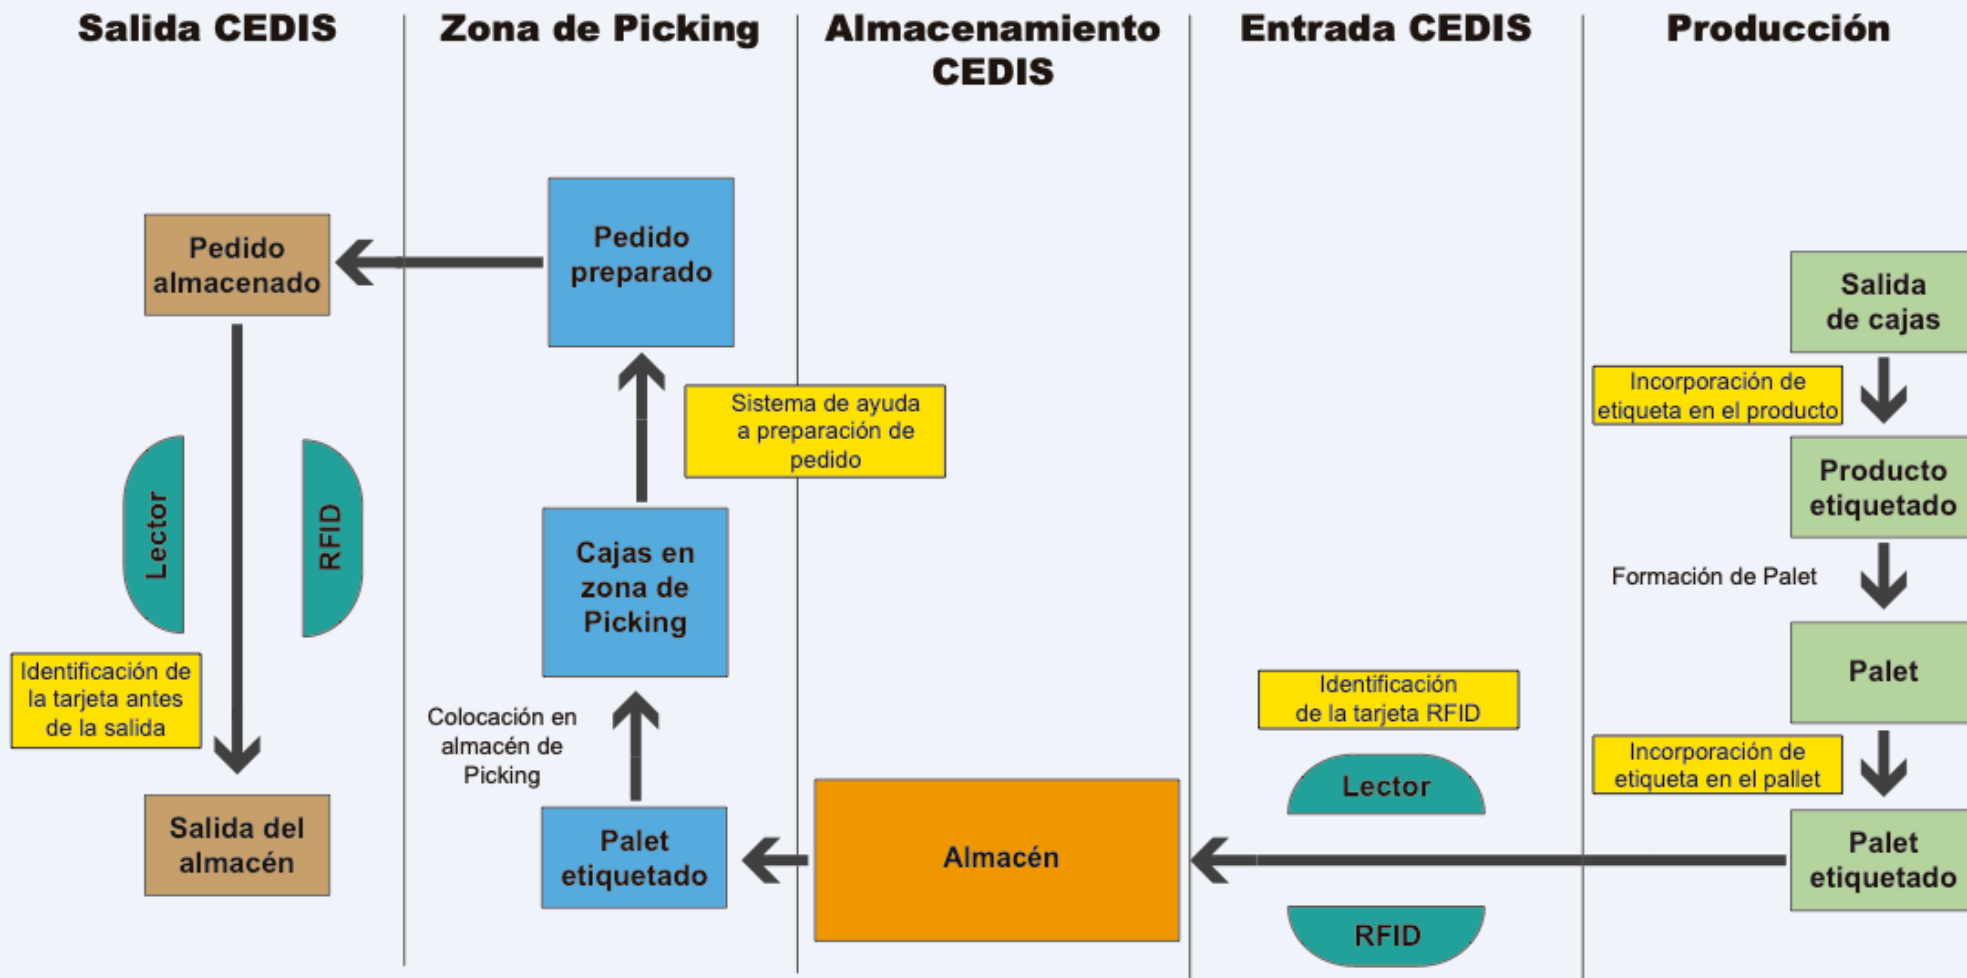 Salida CEDIS
Zona de Picking
Almacenamiento
CEDIS
Entrada CEDIS
Producción
Pedido
almacenado
Lector
RFID
Identificación de
la tarjeta antes
de la salida
Salida del
almacén
Pedido
preparado
Sistema de ayuda
a preparación de
pedido
Cajas en
zona de
Picking
Colocación en
almacén de
Picking
Palet
etiquetado
Almacén
Identificación
de la tarjeta RFID
Lector
RFID
Salida
de cajas
Incorporación de
etiqueta en el producto
Producto
etiquetado
Formación de Palet
Palet
Incorporación de
etiqueta en el pallet
Palet
etiquetado